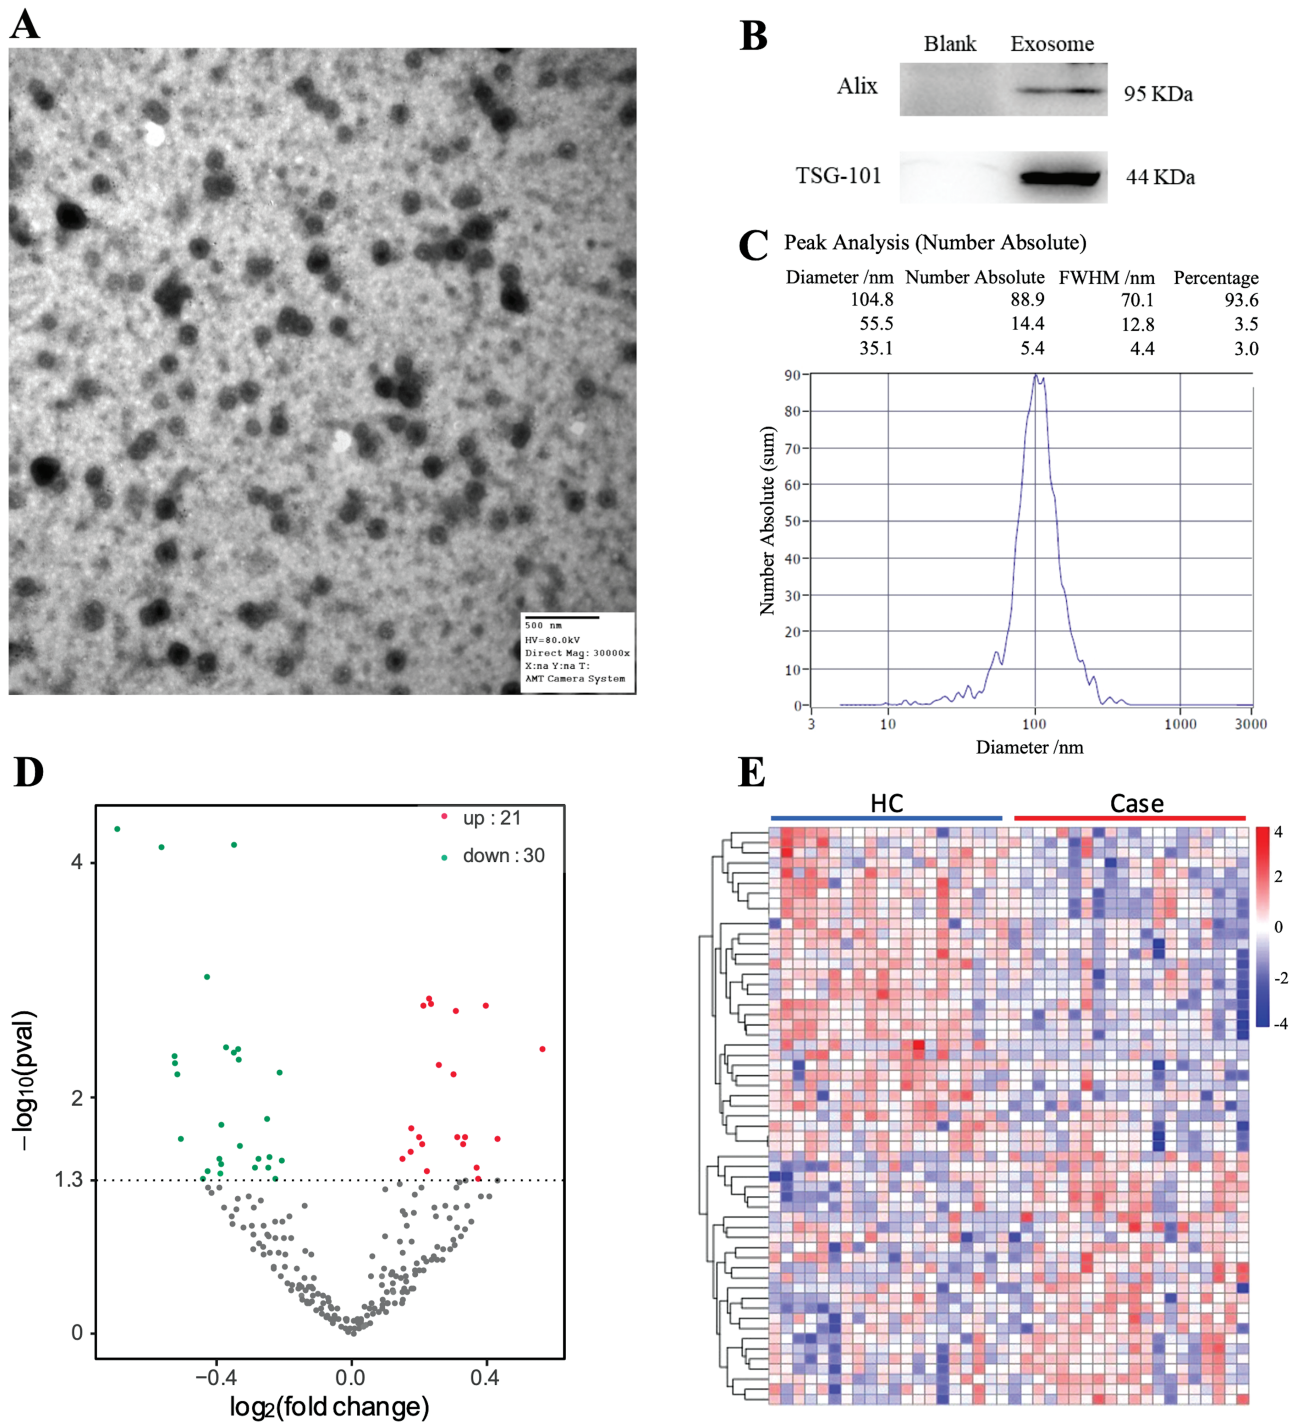 A
500 nm
HV=80.0kV
Direct Mag: 30000x
X:na Y:na T:
AMT Camera System
B
Blank Exosome
Alix 95 KDa
TSG-101 44 KDa
C Peak Analysis (Number Absolute)
Diameter /nm Number Absolute FWHM /nm Percentage
104.8 88.9 70.1 93.6
55.5 14.4 12.8 3.5
35.1 5.4 4.4 3.0
Number Absolute (sum)
90
80
70
60
50
40
30
20
10
0
3 10 100 1000 3000
Diameter /nm
D
up : 21
down : 30
−log10(pval)
4
2
1.3
0
−0.4 0.0 0.4
log2(fold change)
E
HC Case
4
2
0
-2
-4